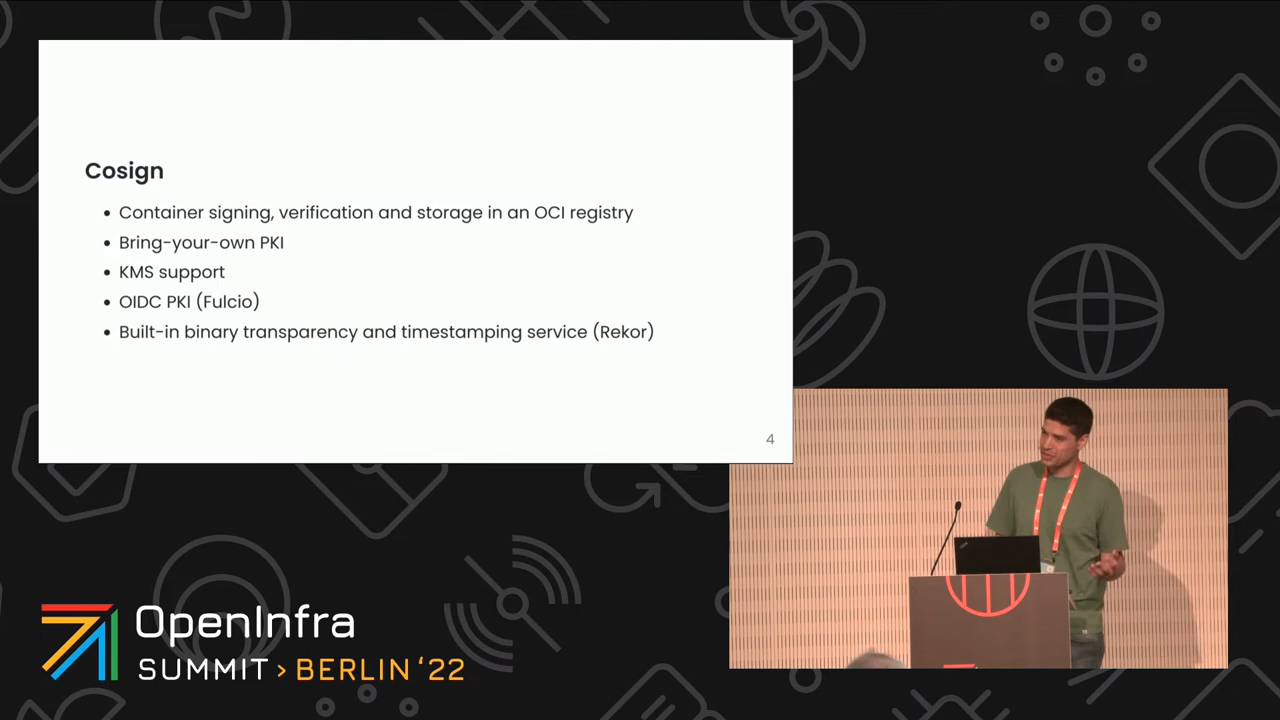 Cosign
• Container signing, verification and storage in an OCI registry
• Bring-your-own PKI
• KMS support
• OIDC PKI (Fulcio)
• Built-in binary transparency and timestamping service (Rekor)
4
OpenInfra
SUMMIT > BERLIN ‘22